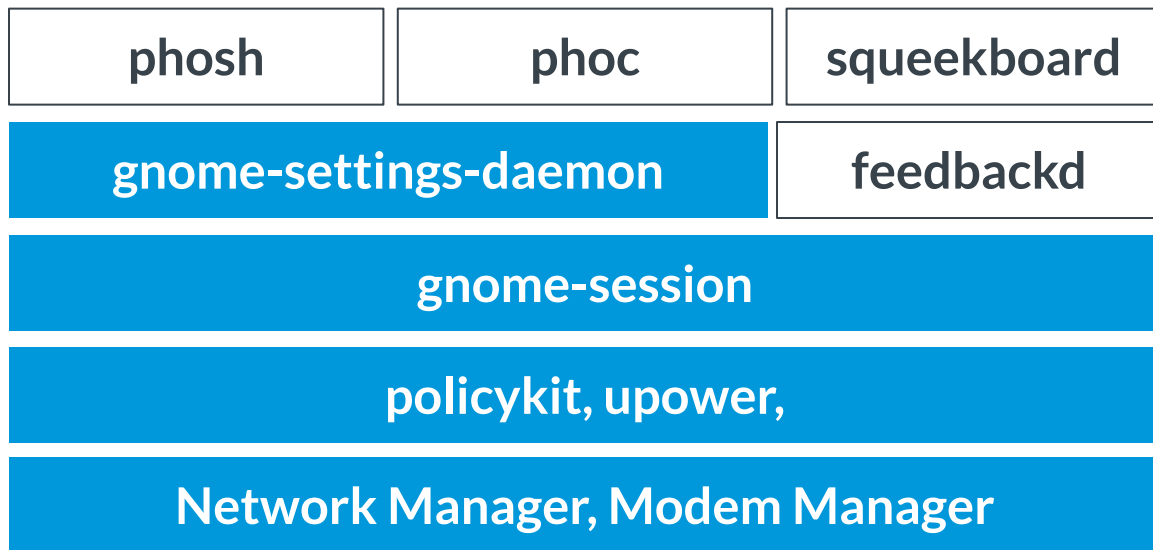 phosh phoc squeekboard
gnome-settings-daemon feedbackd
gnome-session
policykit, upower,
Network Manager, Modem Manager